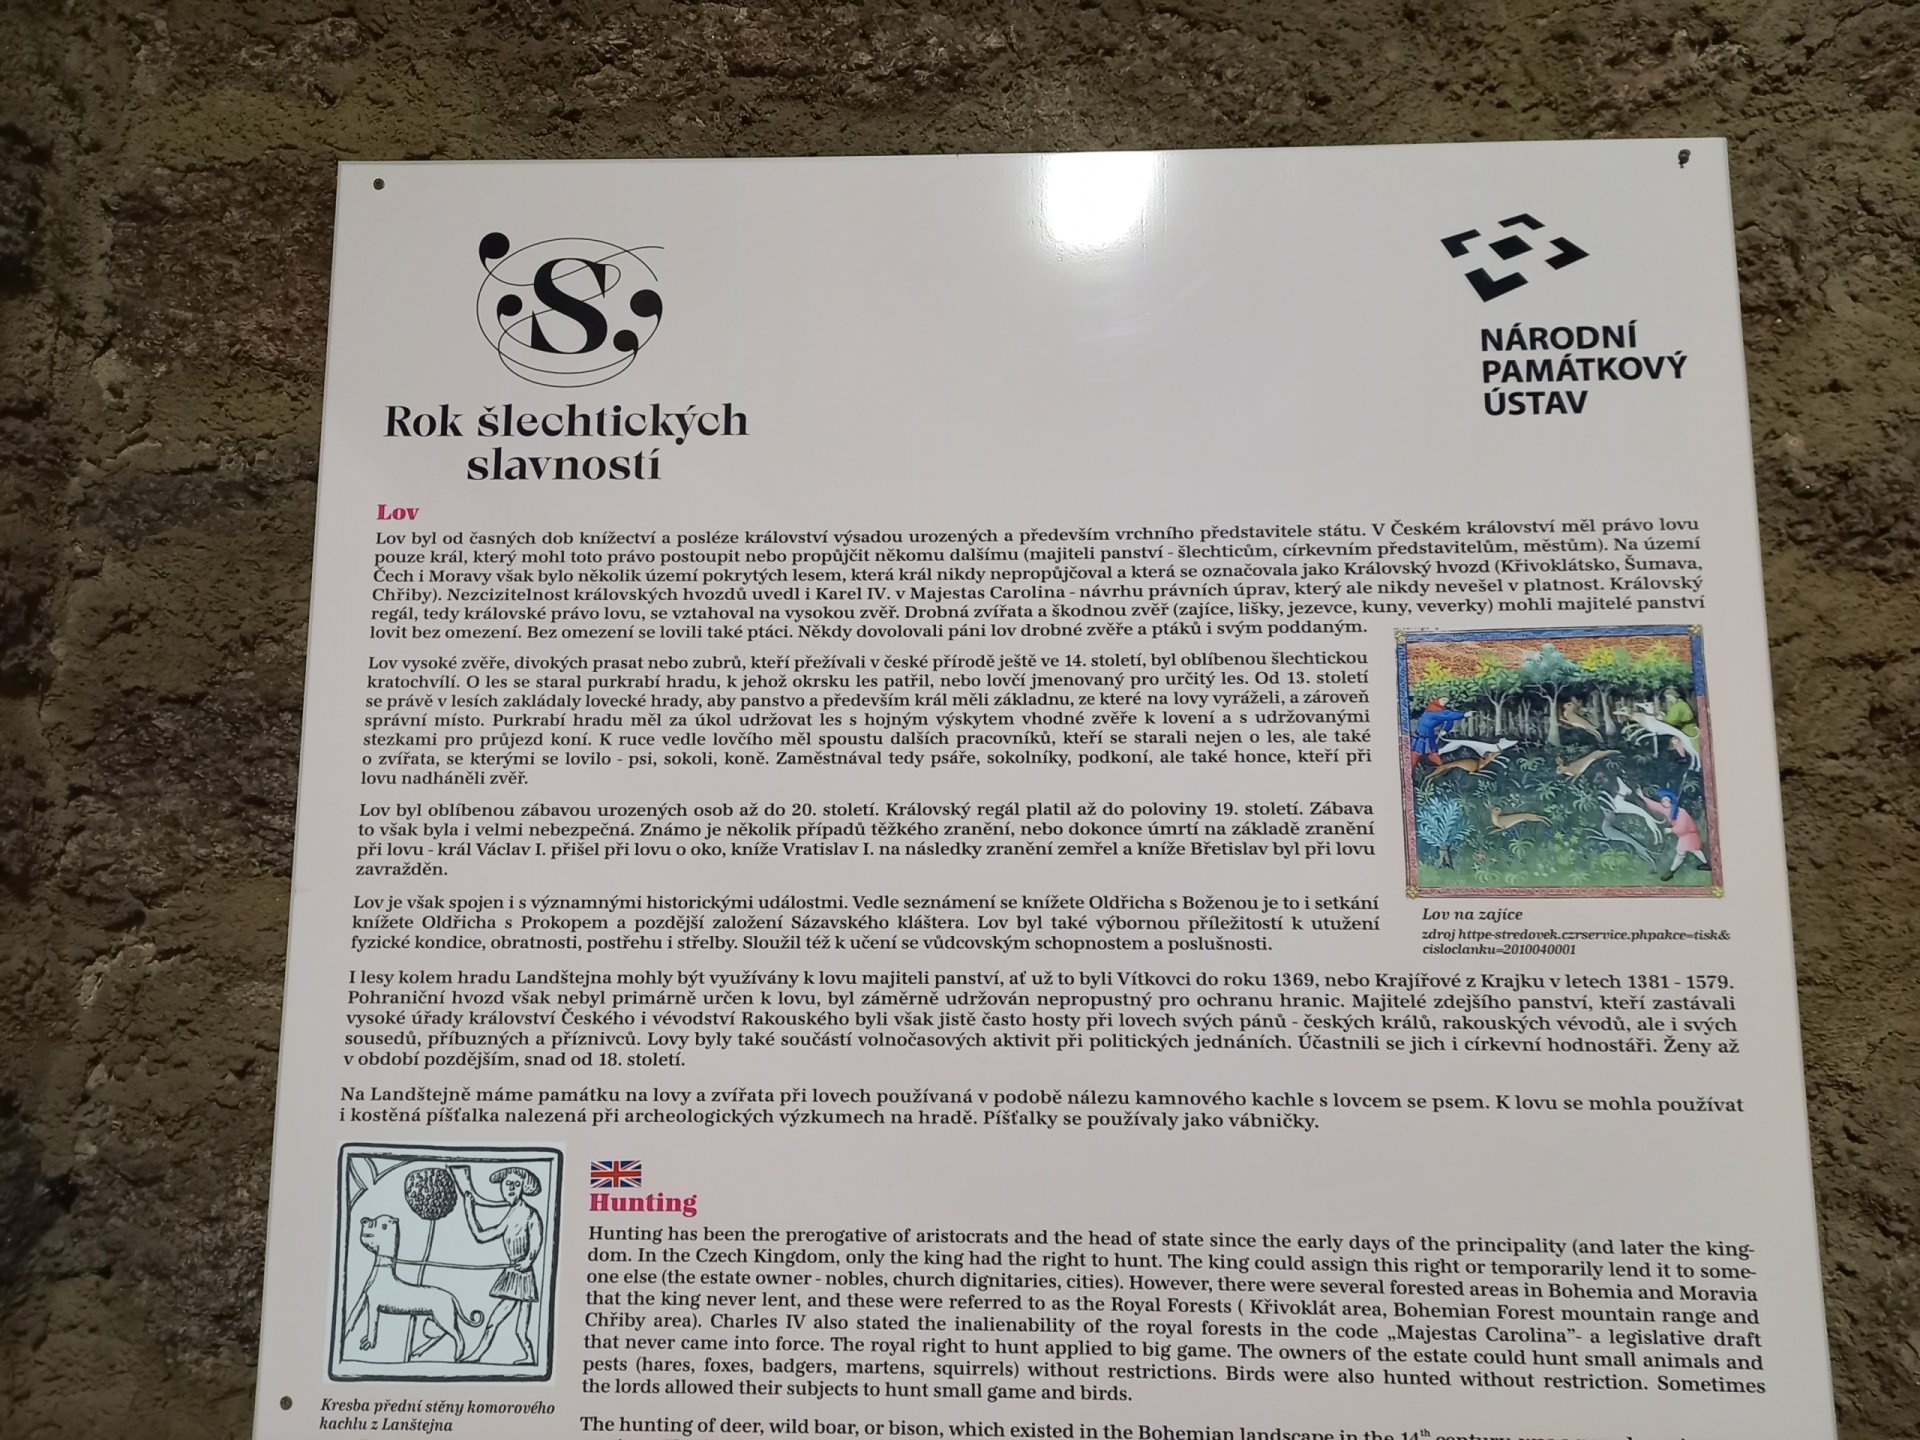 S.
Rok šlechtických
slavností
NÁRODNÍ
PAMÁTKOVÝ
ÚSTAV
Lov
Lov byl od časných dob knížectví a posléze království výsadou urozených a především vrchního představitele státu. V Českém království měl právo lovu
pouze král, který mohl toto právo postoupit nebo propůjčit někomu dalšímu (majiteli panství - šlechticům, církevním představitelům, městům). Na území
Čech i Moravy však bylo několik území pokrytých lesem, která král nikdy nepropůjčoval a která se označovala jako Královský hvozd (Křivoklátsko, Šumava,
Chřiby). Nezcizitelnost královských hvozdů uvedl i Karel IV. v Majestas Carolina - návrhu právních úprav, který ale nikdy nevešel v platnost. Královský
regál, tedy královské právo lovu, se vztahoval na vysokou zvěř. Drobná zvířata a škodnou zvěř (zajíce, lišky, jezevce, kuny, veverky) mohli majitelé panství
lovit bez omezení. Bez omezení se lovili také ptáci. Někdy dovolovali páni lov drobné zvěře a ptáků i svým poddaným.
Lov vysoké zvěře, divokých prasat nebo zubrů, kteří přežívali v české přírodě ještě ve 14. století, byl oblíbenou šlechtickou
kratochvílí. O les se staral purkrabí hradu, k jehož okrsku les patřil, nebo lovčí jmenovaný pro určitý les. Od 13. století
se právě v lesích zakládaly lovecké hrady, aby panstvo a především král měli základnu, ze které na lovy vyráželi, a zároveň
správní místo. Purkrabí hradu měl za úkol udržovat les s hojným výskytem vhodné zvěře k lovení a s udržovanými
stezkami pro průjezd koní. K ruce vedle lovčího měl spoustu dalších pracovníků, kteří se starali nejen o les, ale také
o zvířata, se kterými se lovilo - psi, sokoli, koně. Zaměstnával tedy psáře, sokolníky, podkoní, ale také honce, kteří při
lovu nadháněli zvěř.
Lov byl oblíbenou zábavou urozených osob až do 20. století. Královský regál platil až do poloviny 19. století. Zábava
to však byla i velmi nebezpečná. Známo je několik případů těžkého zranění, nebo dokonce úmrtí na základě zranění
při lovu - král Václav I. přišel při lovu o oko, kníže Vratislav I. na následky zranění zemřel a kníže Břetislav byl při lovu
zavražděn.
Lov je však spojen i s významnými historickými událostmi. Vedle seznámení se knížete Oldřicha s Boženou je to i setkání
knížete Oldřicha s Prokopem a pozdější založení Sázavského kláštera. Lov byl také výbornou příležitostí k utužení
fyzické kondice, obratnosti, postřehu i střelby. Sloužil též k učení se vůdcovským schopnostem a poslušnosti.
Lov na zajíce
zdroj httpe-stredovek.czrservice.phpakce=tisk&
cisloclanku=2010040001
I lesy kolem hradu Landštejna mohly být využívány k lovu majiteli panství, ať už to byli Vítkovci do roku 1369, nebo Krajířové z Krajku v letech 1381 - 1579.
Pohraniční hvozd však nebyl primárně určen k lovu, byl záměrně udržován nepropustný pro ochranu hranic. Majitelé zdejšího panství, kteří zastávali
vysoké úřady království Českého i vévodství Rakouského byli však jistě často hosty při lovech svých pánů - českých králů, rakouských vévodů, ale i svých
sousedů, příbuzných a příznivců. Lovy byly také součástí volnočasových aktivit při politických jednáních. Účastnili se jich i církevní hodnostáři. Ženy až
v období pozdějším, snad od 18. století.
Na Landštejně máme památku na lovy a zvířata při lovech používaná v podobě nálezu kamnového kachle s lovcem se psem. K lovu se mohla používat
i kostěná píšťalka nalezená při archeologických výzkumech na hradě. Píšťalky se používaly jako vábničky.
Kresba přední stěny komorového
kachlu z Lanštejna
Hunting
Hunting has been the prerogative of aristocrats and the head of state since the early days of the principality (and later the king-
dom. In the Czech Kingdom, only the king had the right to hunt. The king could assign this right or temporarily lend it to some-
one else (the estate owner - nobles, church dignitaries, cities). However, there were several forested areas in Bohemia and Moravia
that the king never lent, and these were referred to as the Royal Forests ( Křivoklát area, Bohemian Forest mountain range and
Chřiby area). Charles IV also stated the inalienability of the royal forests in the code „Majestas Carolina”- a legislative draft
that never came into force. The royal right to hunt applied to big game. The owners of the estate could hunt small animals and
pests (hares, foxes, badgers, martens, squirrels) without restrictions. Birds were also hunted without restriction. Sometimes
the lords allowed their subjects to hunt small game and birds.
The hunting of deer, wild boar, or bison, which existed in the Bohemian landscape in the 14th